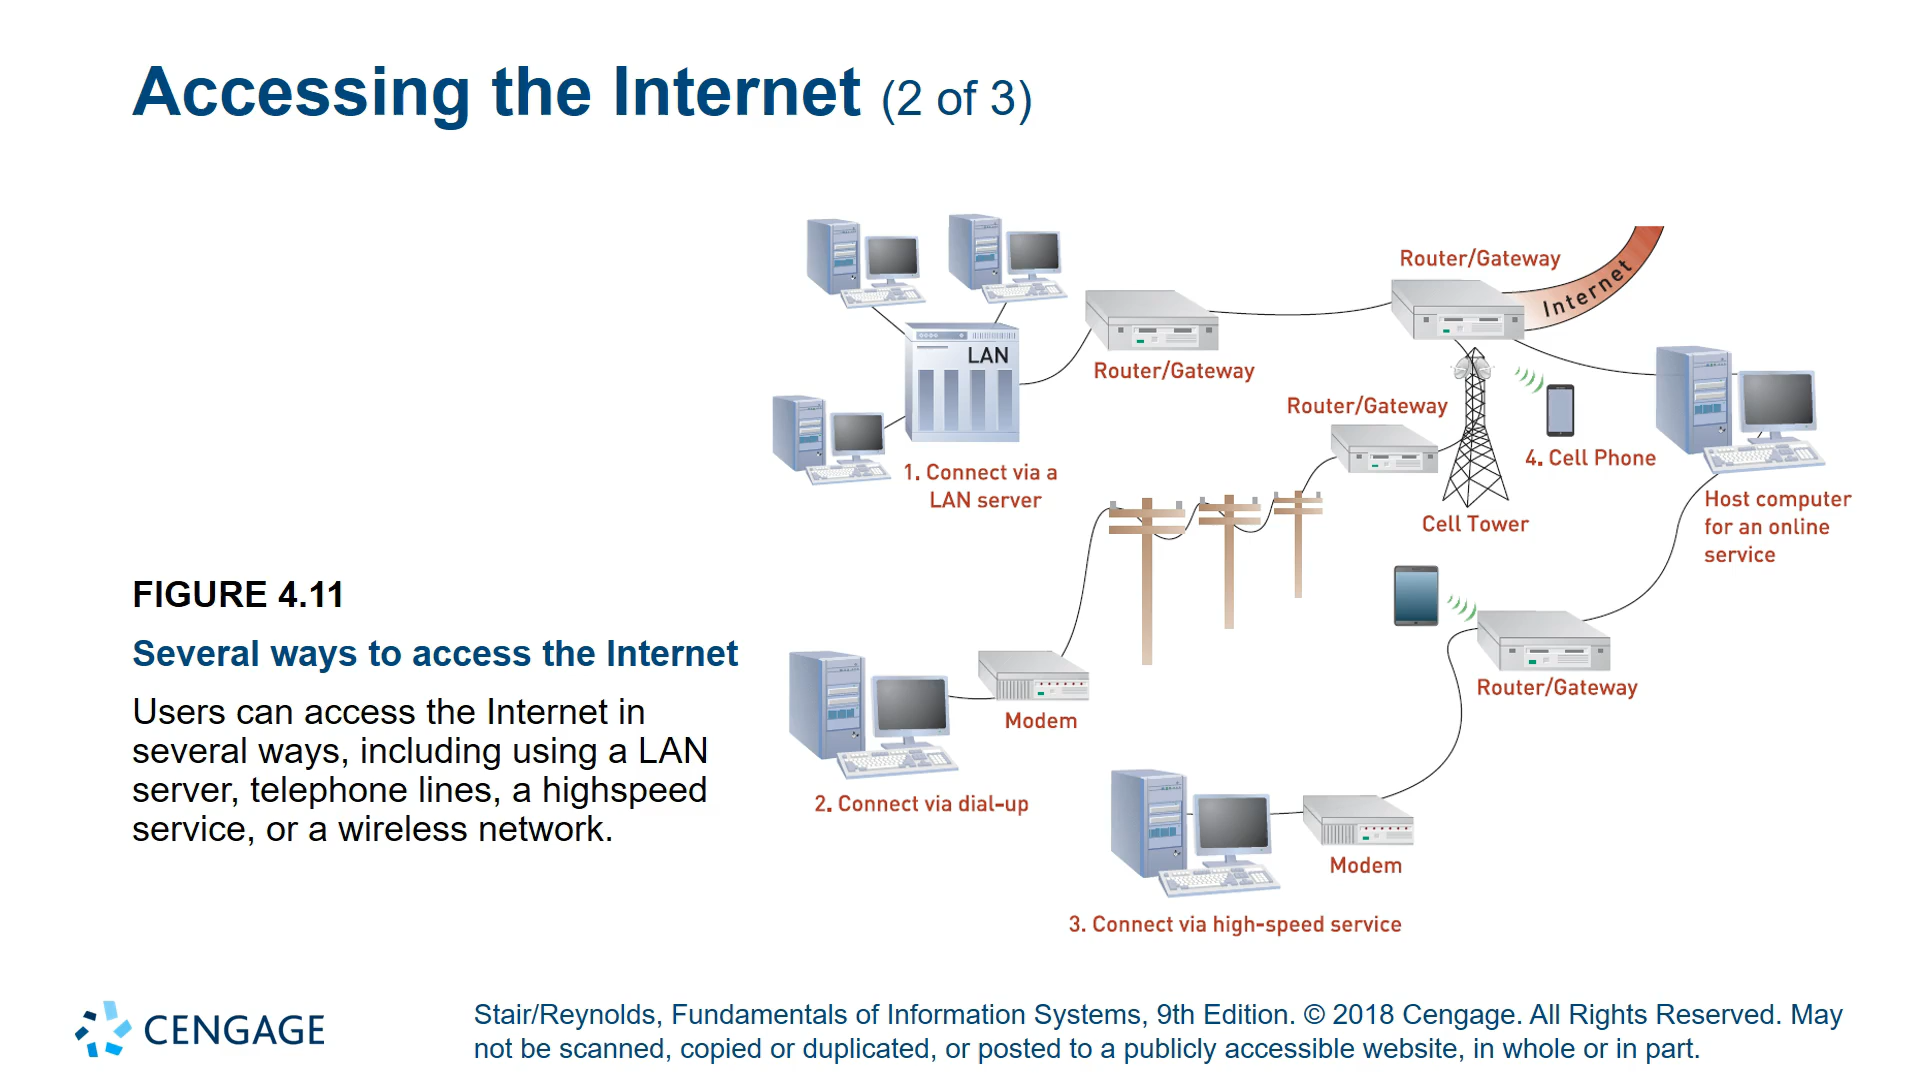 Accessing the Internet (2 of 3)
Router/Gateway
Internet
LAN
Router/Gateway
Router/Gateway
4. Cell Phone
1. Connect via a
LAN server
Cell Tower
Host computer
for an online
service
FIGURE 4.11
Several ways to access the Internet
Users can access the Internet in
several ways, including using a LAN
server, telephone lines, a highspeed
service, or a wireless network.
Router/Gateway
Modem
2. Connect via dial-up
Modem
3. Connect via high-speed service
CENGAGE
Stair/Reynolds, Fundamentals of Information Systems, 9th Edition. © 2018 Cengage. All Rights Reserved. May
not be scanned, copied or duplicated, or posted to a publicly accessible website, in whole or in part.